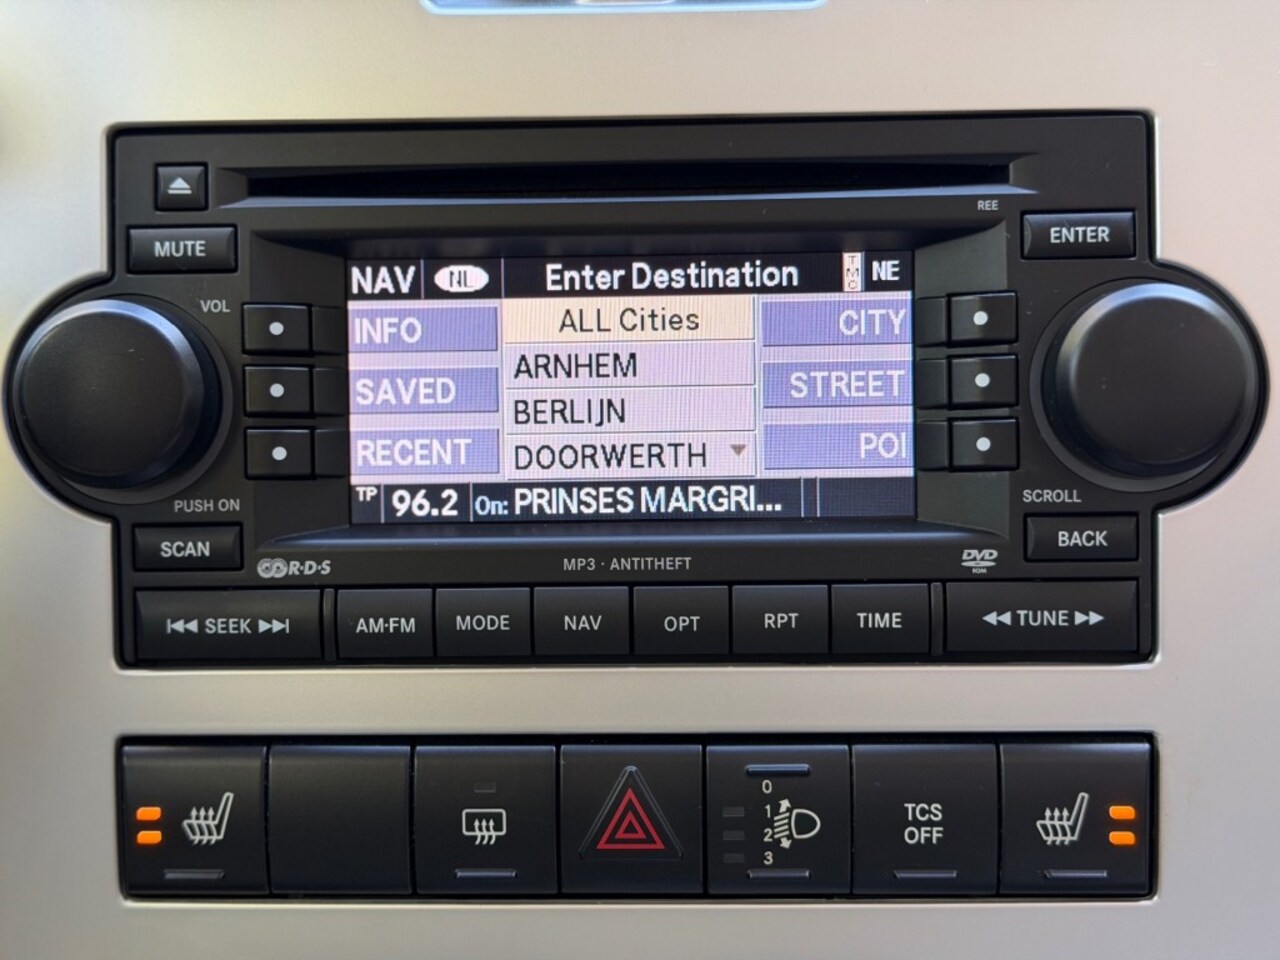 REE
MUTE
ENTER
VOL
NAV NL Enter Destination TMC NE
INFO ALL Cities CITY
ARNHEM
SAVED STREET
BERLIJN
RECENT DOORWERTH POI
TP 96.2 On: PRINSES MARGRI...
PUSH ON SCROLL
SCAN BACK
R·D·S MP3 · ANTITHEFT DVD ROM
SEEK AM·FM MODE NAV OPT RPT TIME TUNE
0
1
2
3
TCS
OFF